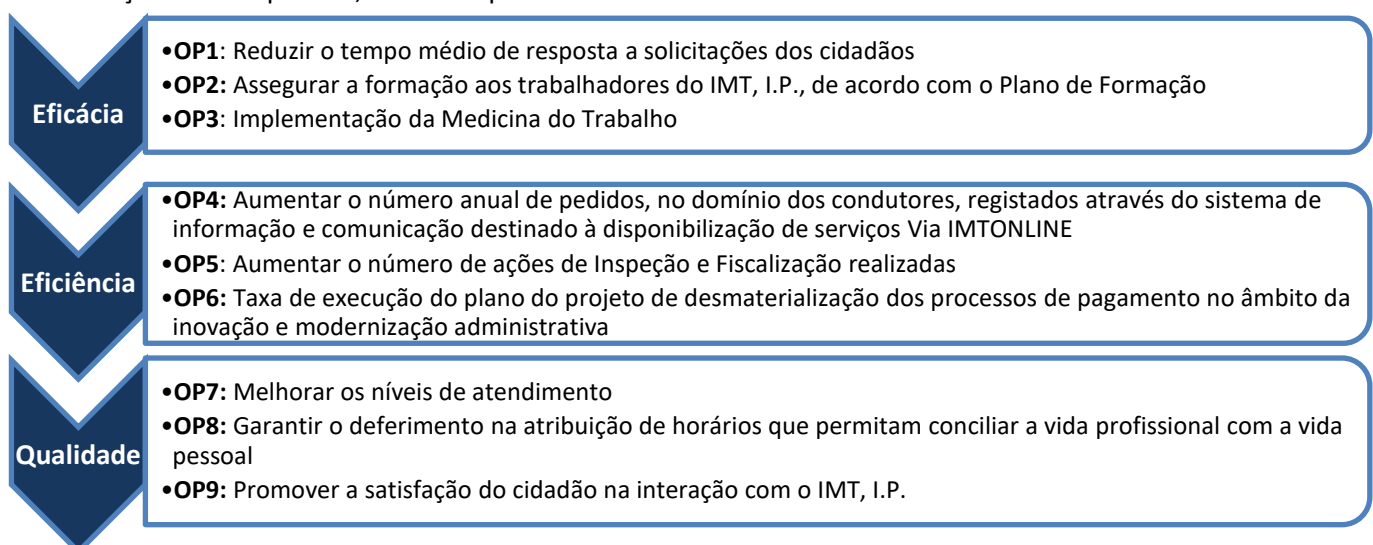 •OP1: Reduzir o tempo médio de resposta a solicitações dos cidadãos
•OP2: Assegurar a formação aos trabalhadores do IMT, I.P., de acordo com o Plano de Formação
Eficácia
•OP3: Implementação da Medicina do Trabalho
•OP4: Aumentar o número anual de pedidos, no domínio dos condutores, registados através do sistema de
informação e comunicação destinado à disponibilização de serviços Via IMTONLINE
Eficiência
•OP5: Aumentar o número de ações de Inspeção e Fiscalização realizadas
•OP6: Taxa de execução do plano do projeto de desmaterialização dos processos de pagamento no âmbito da
inovação e modernização administrativa
•OP7: Melhorar os níveis de atendimento
•OP8: Garantir o deferimento na atribuição de horários que permitam conciliar a vida profissional com a vida
pessoal
Qualidade
•OP9: Promover a satisfação do cidadão na interação com o IMT, I.P.